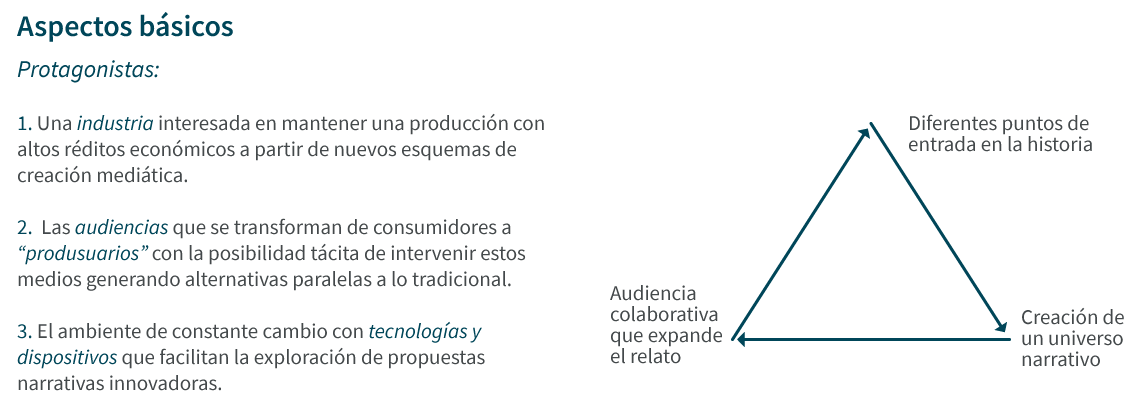 Aspectos básicos
Protagonistas:
1. Una industria interesada en mantener una producción con
altos réditos económicos a partir de nuevos esquemas de
creación mediática.
2. Las audiencias que se transforman de consumidores a
“produsuarios” con la posibilidad tácita de intervenir estos
medios generando alternativas paralelas a lo tradicional.
3. El ambiente de constante cambio con tecnologías y
dispositivos que facilitan la exploración de propuestas
narrativas innovadoras.
Diferentes puntos de
entrada en la historia
Audiencia
colaborativa
que expande
el relato
Creación de
un universo
narrativo